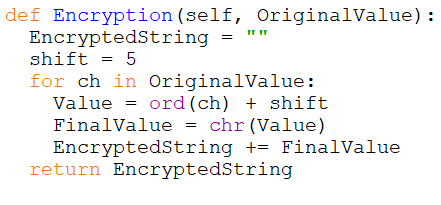 def Encryption(self, OriginalValue):
  EncryptedString = ""
  shift = 5
  for ch in OriginalValue:
    Value = ord(ch) + shift
    FinalValue = chr(Value)
    EncryptedString += FinalValue
  return EncryptedString